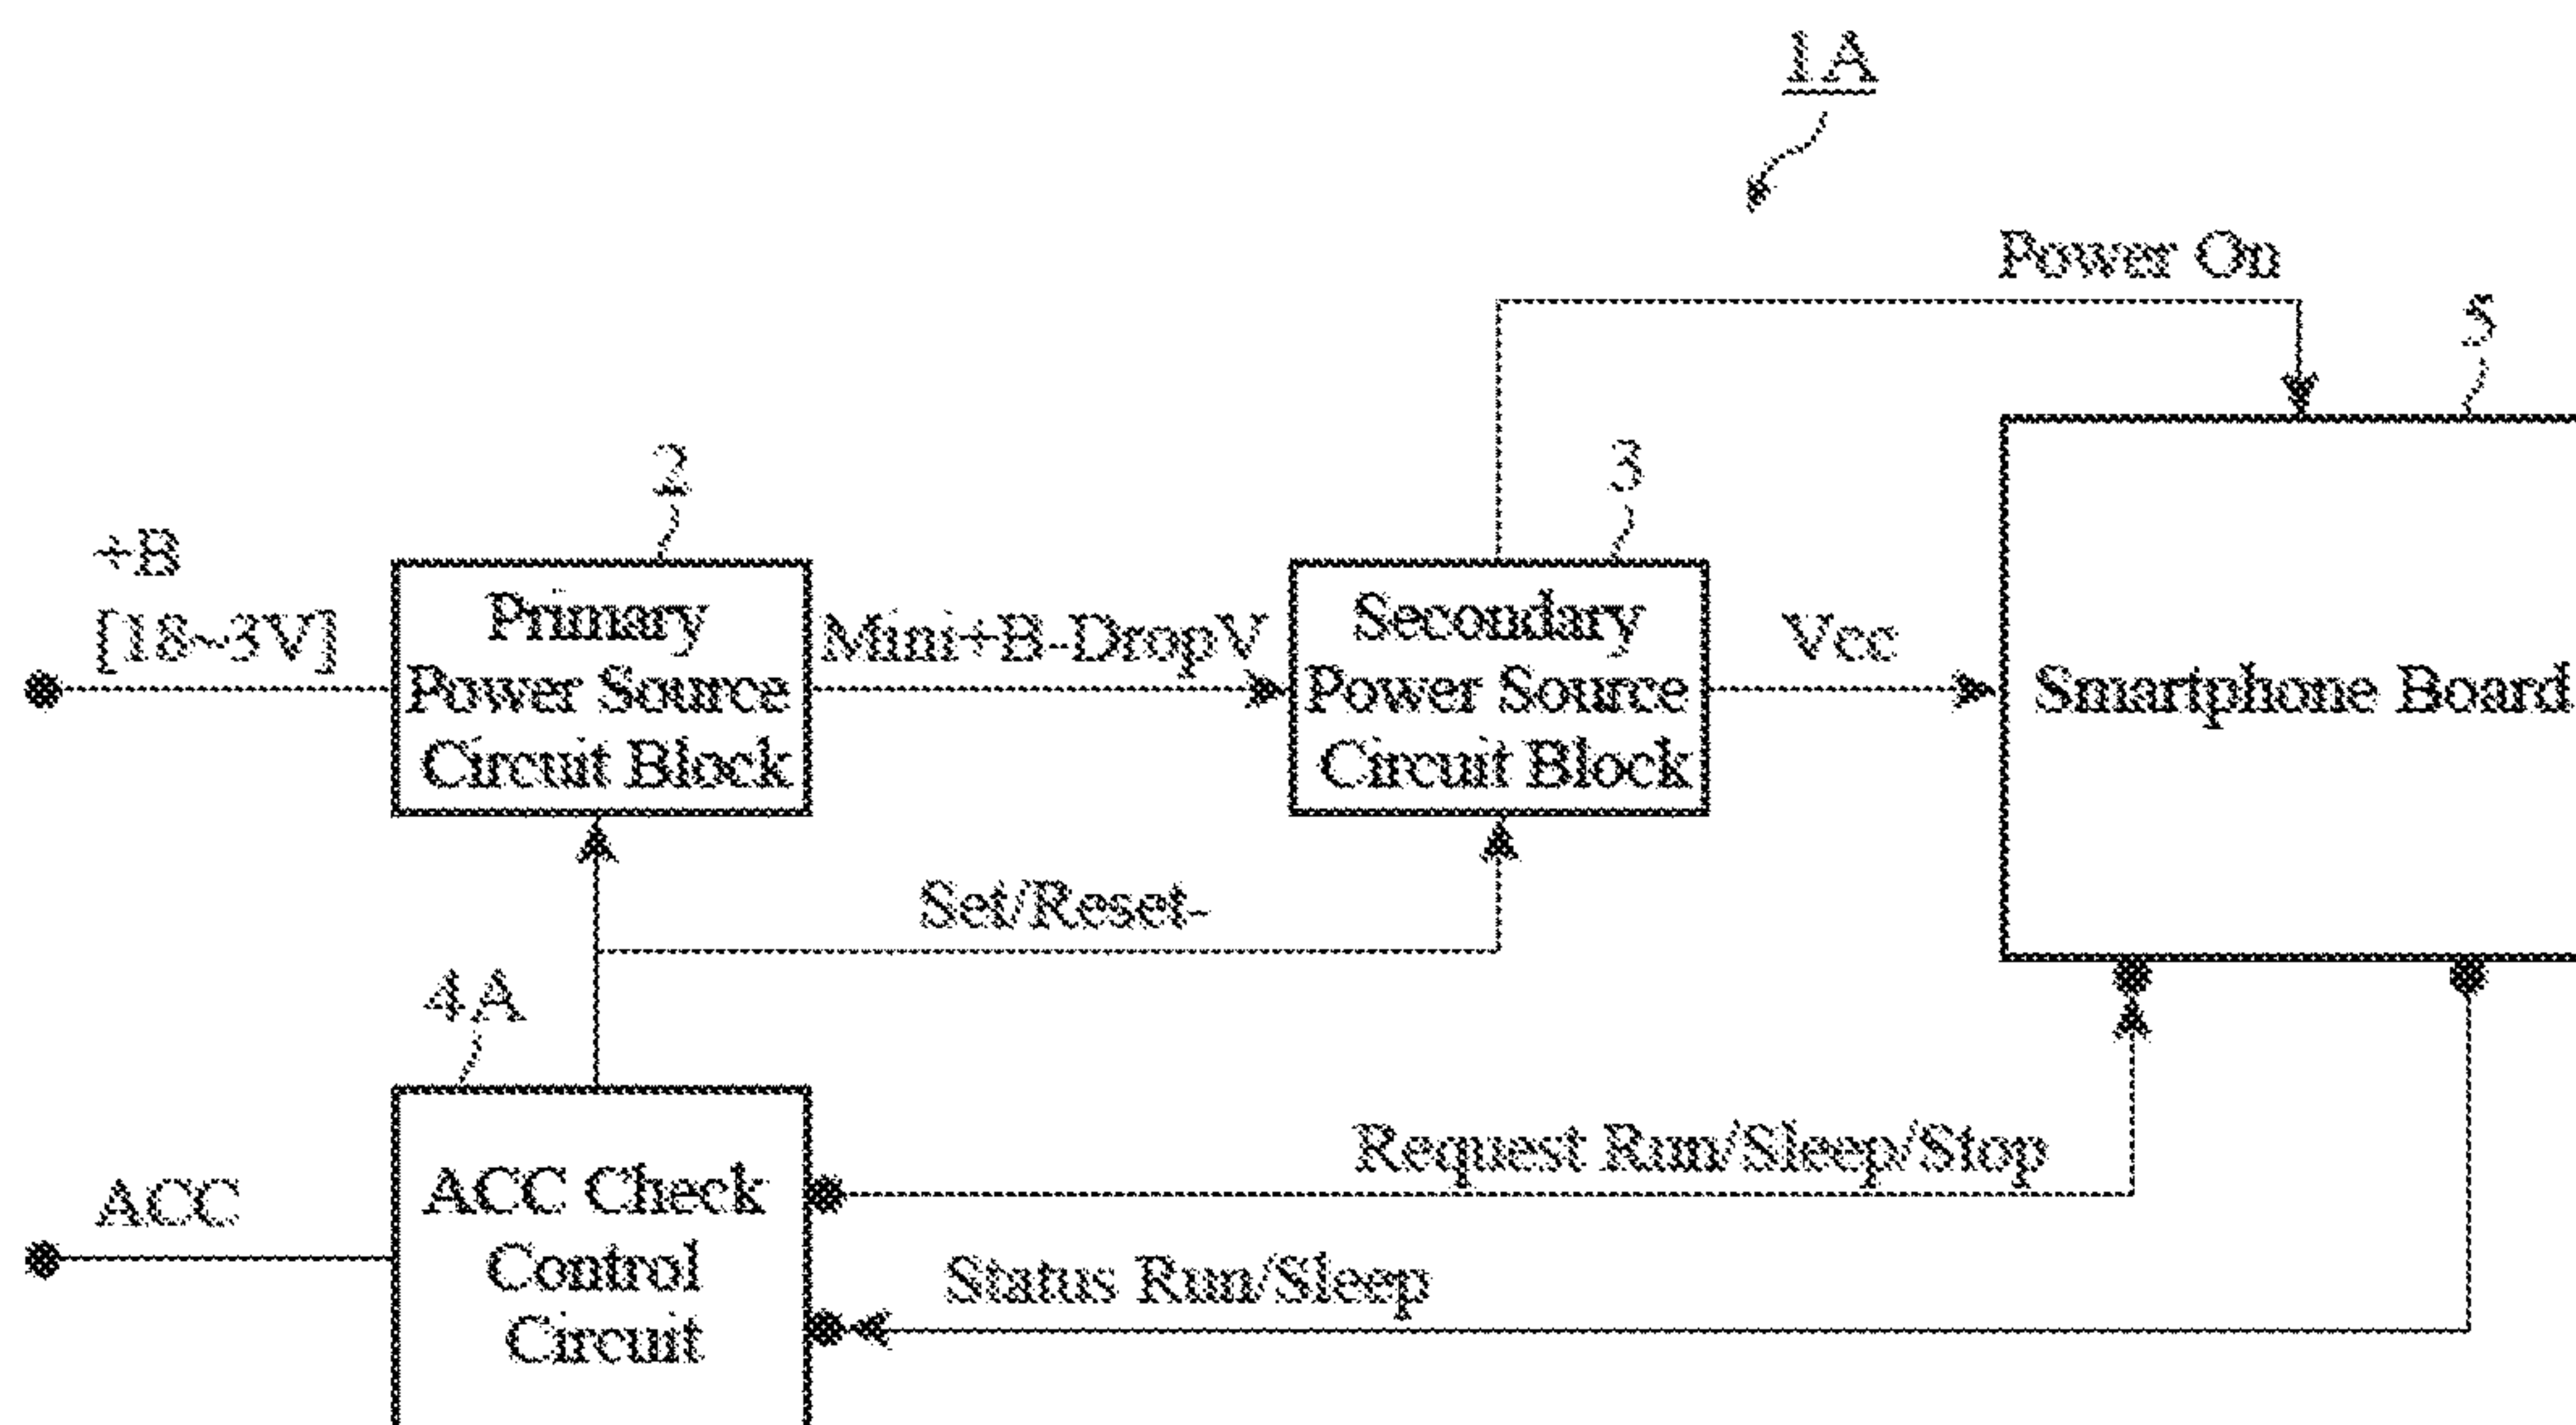 1A
Power On
5
2
3
+B
[18~3V]
Primary
Power Source
Circuit Block
Mini+B-DropV
Secondary
Power Source
Circuit Block
Vcc
Smartphone Board
Set/Reset-
4A
ACC
ACC Check
Control
Circuit
Request Run/Sleep/Stop
Status Run/Sleep